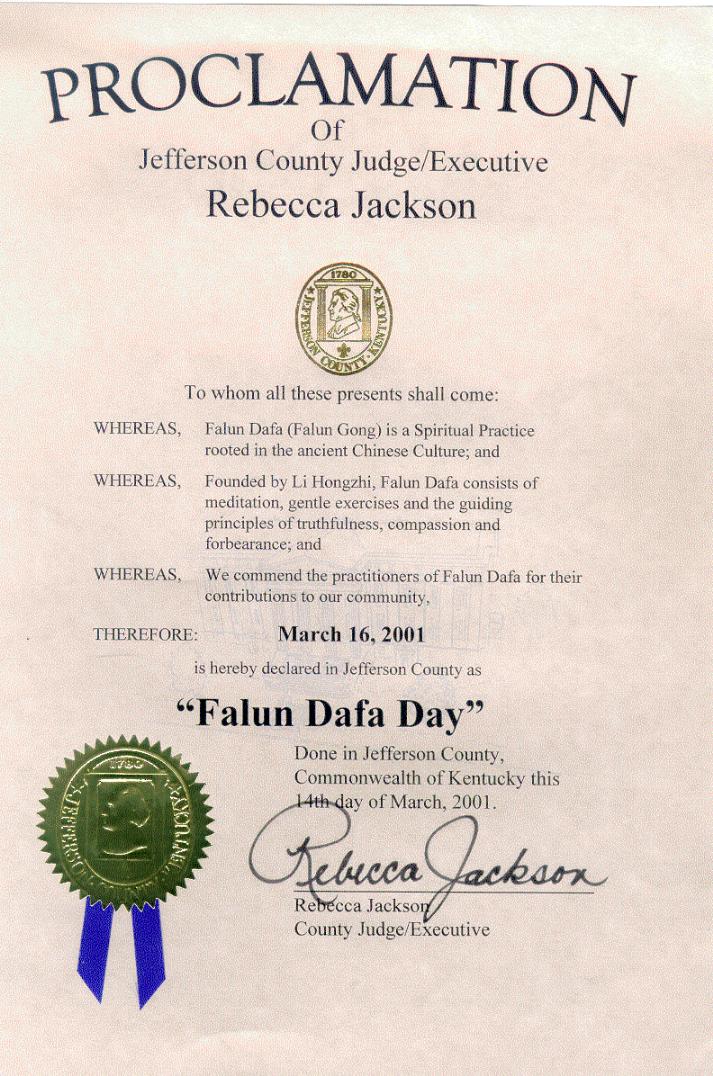 PROCLAMATION
Of
Jefferson County Judge/Executive
Rebecca Jackson
1780
JEFFERSON COUNTY · KENTUCKY
To whom all these presents shall come:
WHEREAS, Falun Dafa (Falun Gong) is a Spiritual Practice
rooted in the ancient Chinese Culture; and
WHEREAS, Founded by Li Hongzhi, Falun Dafa consists of
meditation, gentle exercises and the guiding
principles of truthfulness, compassion and
forbearance; and
WHEREAS, We commend the practitioners of Falun Dafa for their
contributions to our community,
THEREFORE: March 16, 2001
is hereby declared in Jefferson County as
“Falun Dafa Day”
Done in Jefferson County,
Commonwealth of Kentucky this
14th day of March, 2001.
1780
Rebecca Jackson
Rebecca Jackson
County Judge/Executive